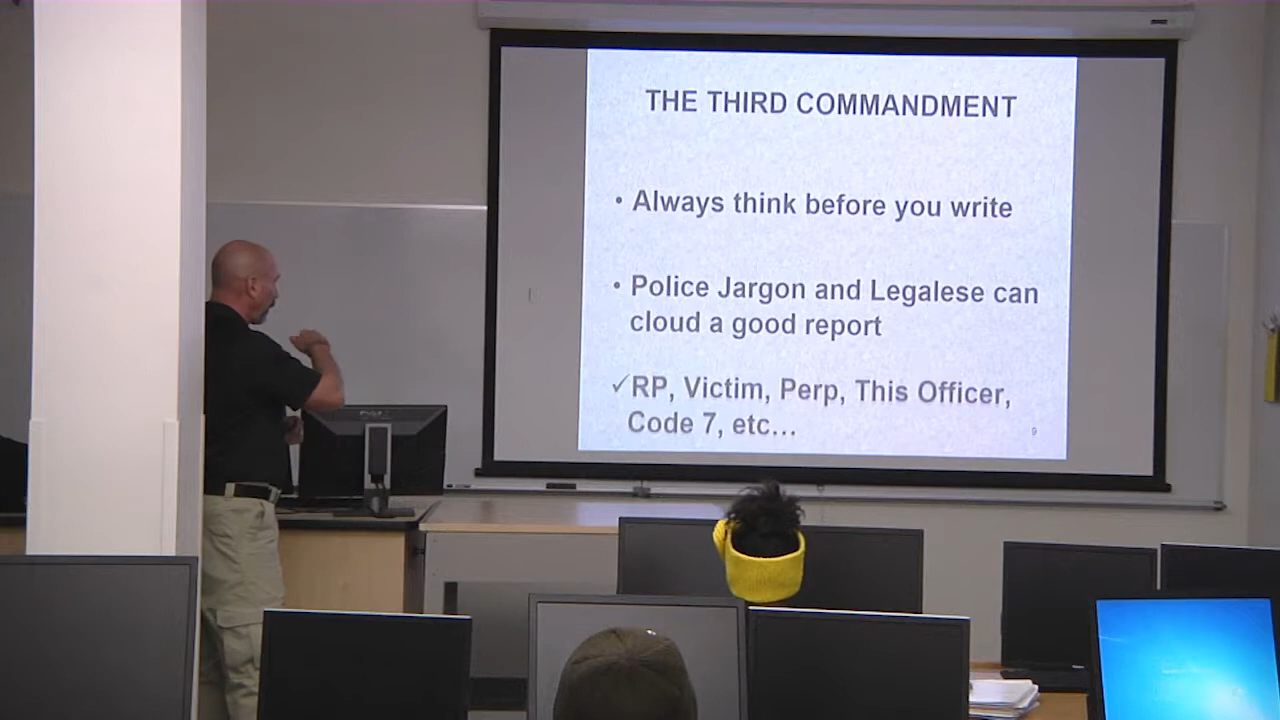 THE THIRD COMMANDMENT
• Always think before you write
• Police Jargon and Legalese can
cloud a good report
✓RP, Victim, Perp, This Officer,
Code 7, etc...
9